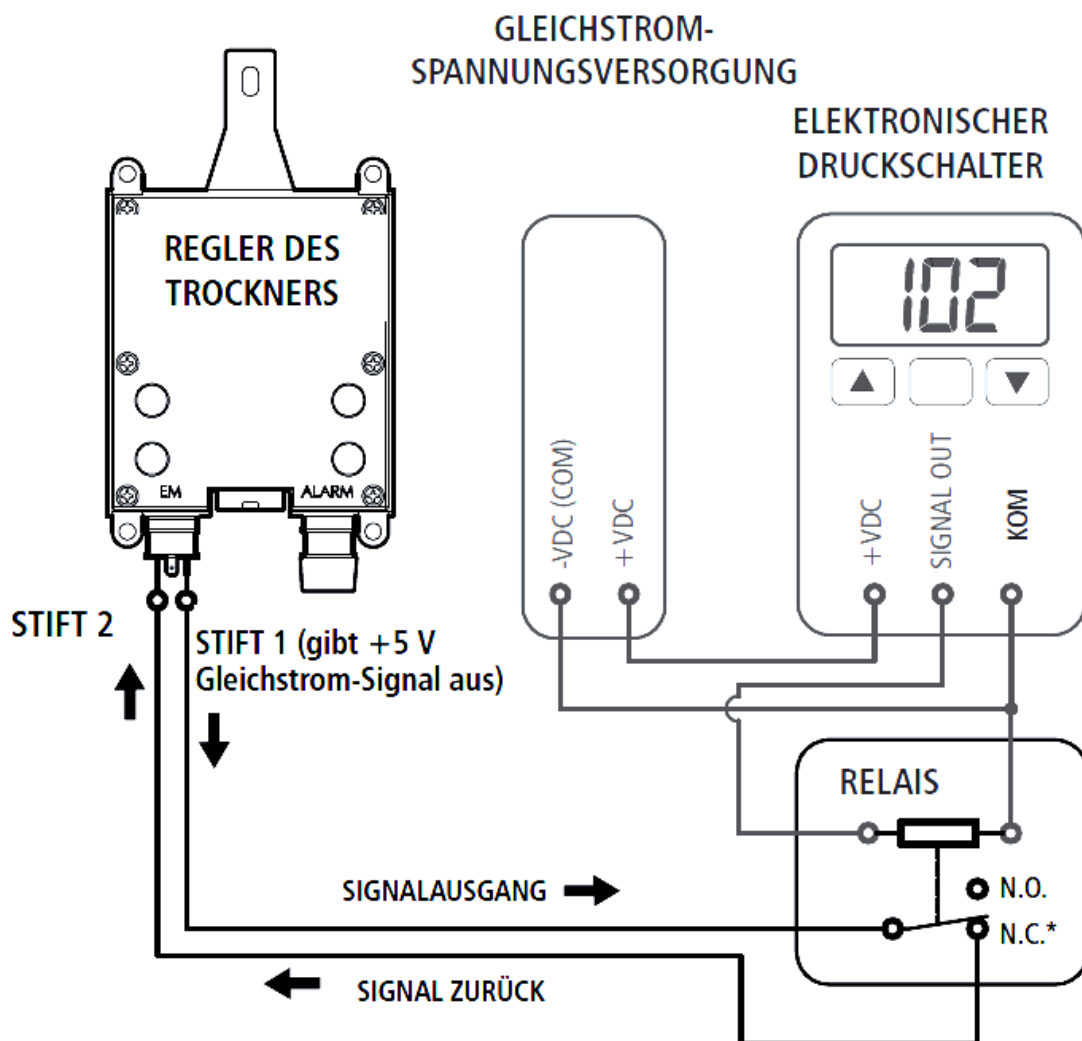 GLEICHSTROM-
SPANNUNGSVERSORGUNG
ELEKTRONISCHER
DRUCKSCHALTER
REGLER DES
TROCKNERS
102
EM
ALARM
-VDC (COM)
+VDC
+VDC
SIGNAL OUT
KOM
STIFT 2
STIFT 1 (gibt +5 V
Gleichstrom-Signal aus)
RELAIS
SIGNALAUSGANG
N.O.
N.C.*
SIGNAL ZURÜCK